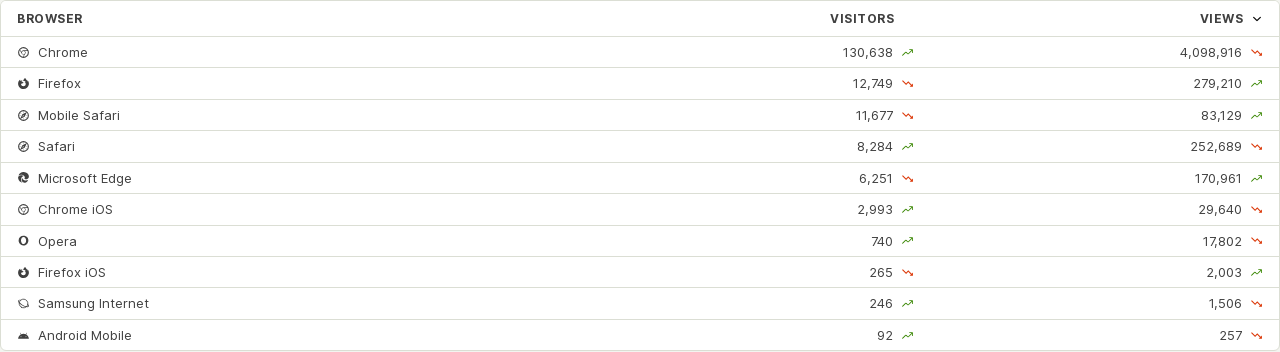 BROWSER VISITORS VIEWS
Chrome 130,638 4,098,916
Firefox 12,749 279,210
Mobile Safari 11,677 83,129
Safari 8,284 252,689
Microsoft Edge 6,251 170,961
Chrome iOS 2,993 29,640
Opera 740 17,802
Firefox iOS 265 2,003
Samsung Internet 246 1,506
Android Mobile 92 257